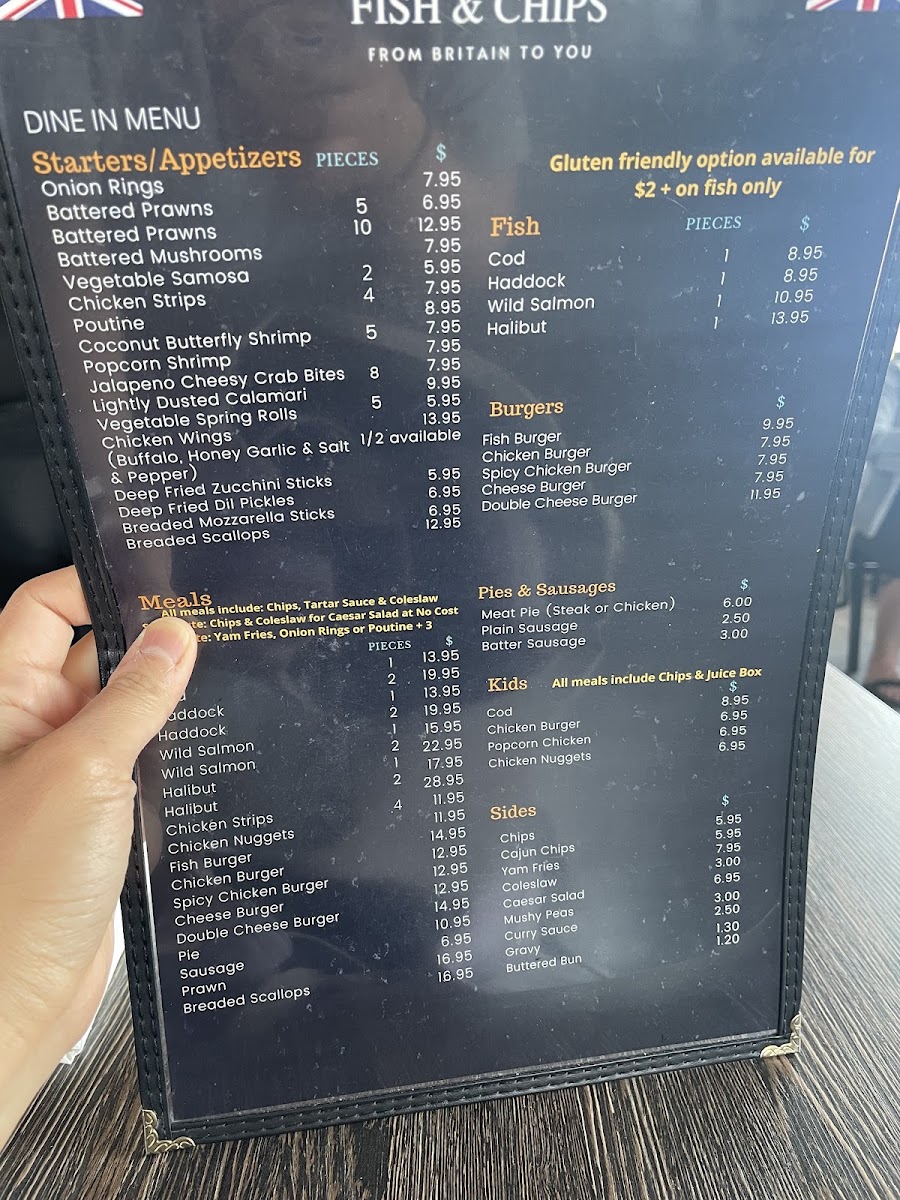 FISH & CHIPS
FROM BRITAIN TO YOU
DINE IN MENU
Starters/Appetizers PIECES $
Onion Rings 7.95
Battered Prawns 5 6.95
Battered Prawns 10 12.95
Battered Mushrooms 7.95
Vegetable Samosa 2 5.95
Chicken Strips 4 7.95
Poutine 8.95
Coconut Butterfly Shrimp 5 7.95
Popcorn Shrimp 7.95
Jalapeno Cheesy Crab Bites 8 7.95
Lightly Dusted Calamari 9.95
Vegetable Spring Rolls 5 5.95
Chicken Wings 13.95
(Buffalo, Honey Garlic & Salt 1/2 available
& Pepper)
Deep Fried Zucchini Sticks 5.95
Deep Fried Dil Pickles 6.95
Breaded Mozzarella Sticks 6.95
Breaded Scallops 12.95
Meals
All meals include: Chips, Tartar Sauce & Coleslaw
Chips & Coleslaw for Caesar Salad at No Cost
Yam Fries, Onion Rings or Poutine + 3
PIECES $
1 13.95
2 19.95
addock 1 13.95
Haddock 2 19.95
Wild Salmon 1 15.95
Wild Salmon 2 22.95
Halibut 1 17.95
Halibut 2 28.95
Chicken Strips 4 11.95
Chicken Nuggets 11.95
Fish Burger 14.95
Chicken Burger 12.95
Spicy Chicken Burger 12.95
Cheese Burger 12.95
Double Cheese Burger 14.95
Pie 10.95
Sausage 6.95
Prawn 16.95
Breaded Scallops 16.95
Gluten friendly option available for
$2 + on fish only
Fish PIECES $
Cod 1 8.95
Haddock 1 8.95
Wild Salmon 1 10.95
Halibut 1 13.95
Burgers $
Fish Burger 9.95
Chicken Burger 7.95
Spicy Chicken Burger 7.95
Cheese Burger 7.95
Double Cheese Burger 11.95
Pies & Sausages $
Meat Pie (Steak or Chicken) 6.00
Plain Sausage 2.50
Batter Sausage 3.00
Kids All meals include Chips & Juice Box
$
Cod 8.95
Chicken Burger 6.95
Popcorn Chicken 6.95
Chicken Nuggets 6.95
Sides $
Chips 5.95
Cajun Chips 5.95
Yam Fries 7.95
Coleslaw 3.00
Caesar Salad 6.95
Mushy Peas 3.00
Curry Sauce 2.50
Gravy 1.30
Buttered Bun 1.20